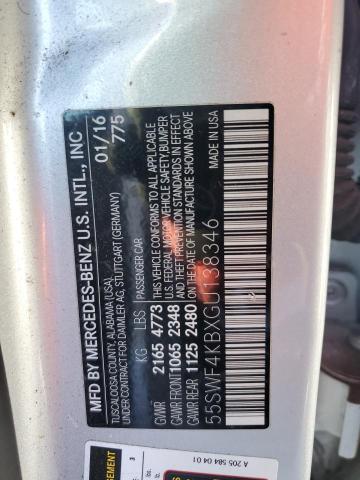 MFD BY MERCEDES-BENZ U.S. INTL., INC
TUSCALOOSA COUNTY, ALABAMA (USA),
UNDER CONTRACT FOR DAIMLER AG, STUTTGART (GERMANY)
01/16
775
PASSENGER CAR
KG LBS
GVWR 2165 4773
GAWR FRONT 1065 2348
GAWR REAR 1125 2480
THIS VEHICLE CONFORMS TO ALL APPLICABLE
U.S. FEDERAL MOTOR VEHICLE SAFETY, BUMPER
AND THEFT PREVENTION STANDARDS IN EFFECT
ON THE DATE OF MANUFACTURE SHOWN ABOVE
55SWF4KBXGU138346
A 205 584 04 01
3
lbs.